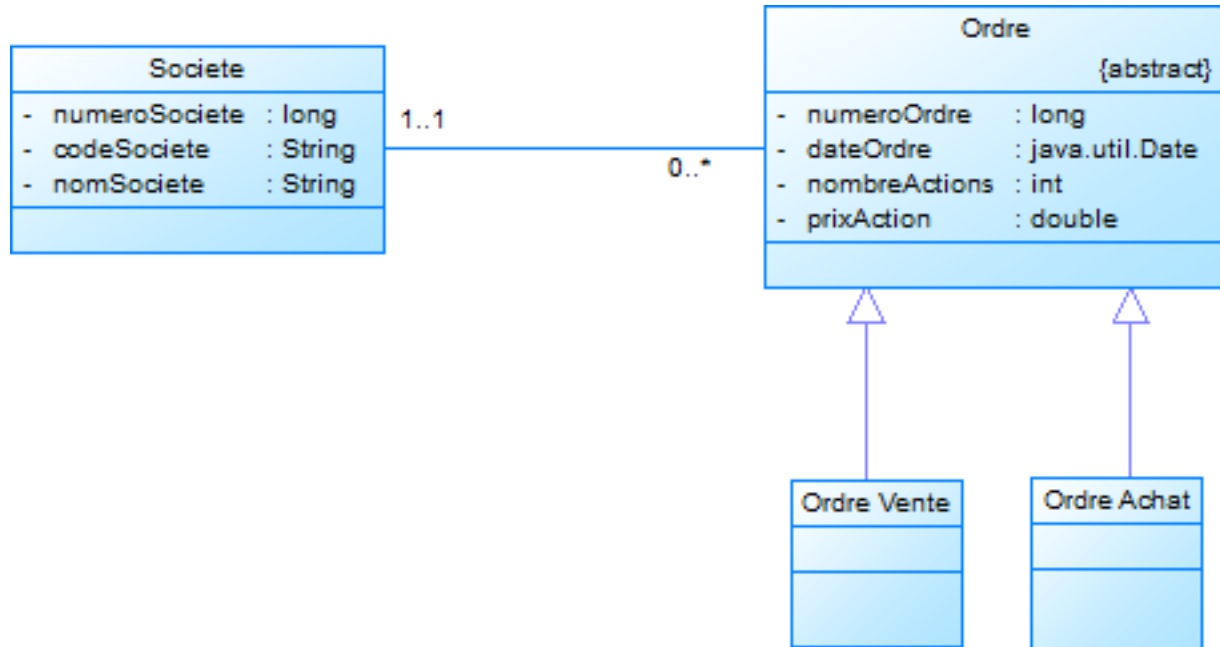 Societe
- numeroSociete : long
- codeSociete : String
- nomSociete : String
1..1
0..*
Ordre
{abstract}
- numeroOrdre : long
- dateOrdre : java.util.Date
- nombreActions : int
- prixAction : double
Ordre Vente
Ordre Achat